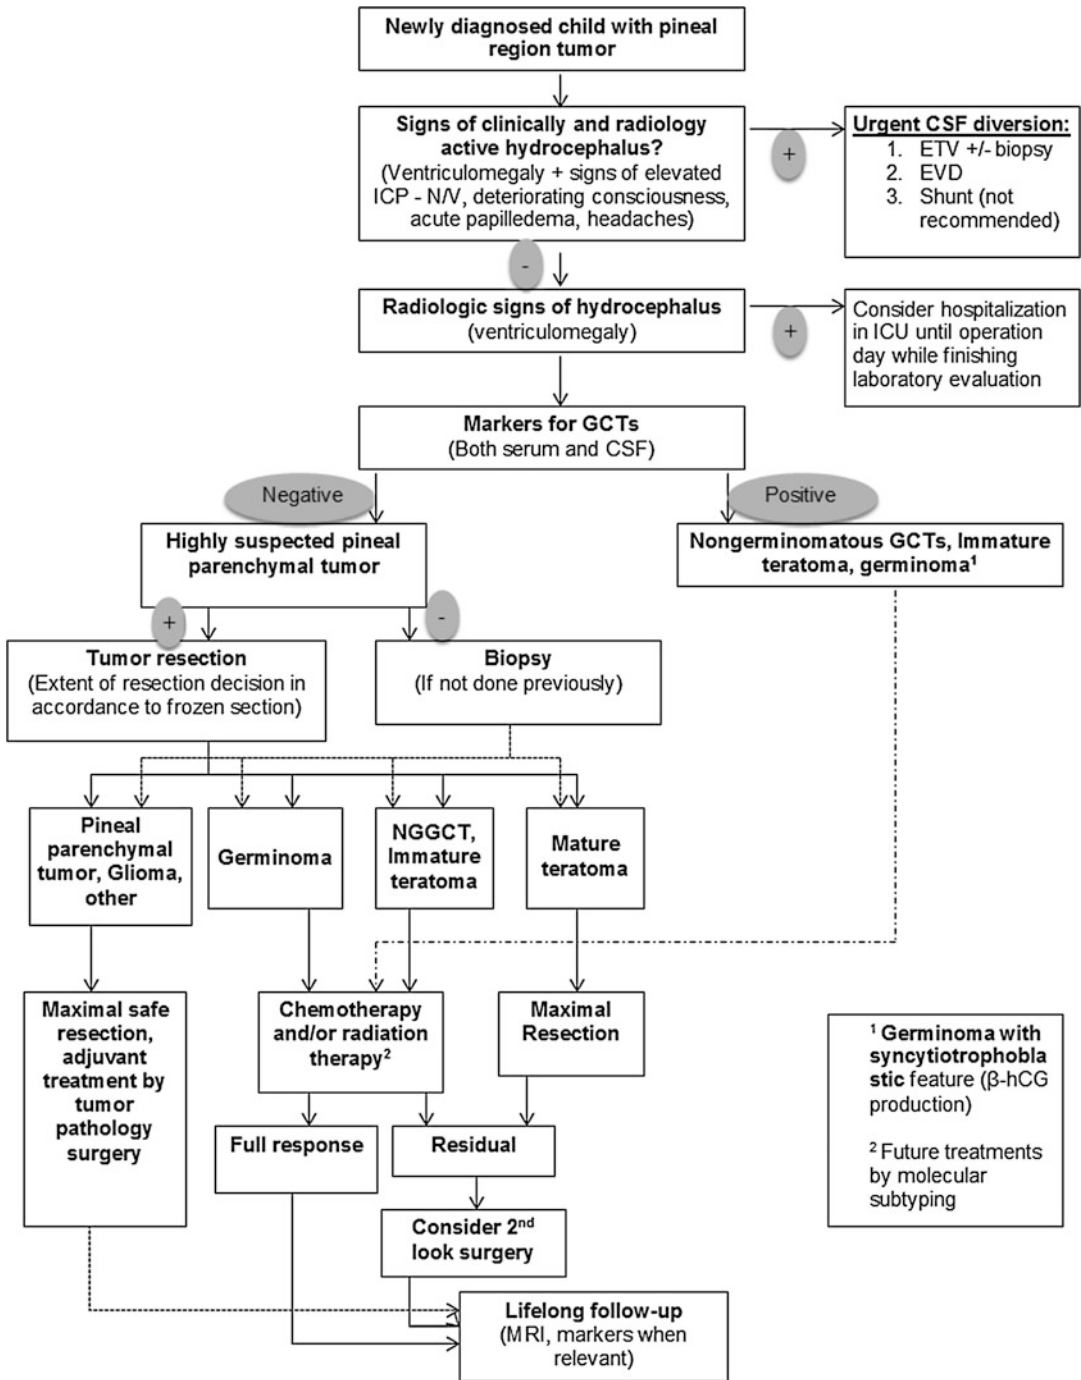 Newly diagnosed child with pineal
region tumor
Signs of clinically and radiology
active hydrocephalus?
(Ventriculomegaly + signs of elevated
ICP - N/V, deteriorating consciousness,
acute papilledema, headaches)
+
Urgent CSF diversion:
1. ETV +/- biopsy
2. EVD
3. Shunt (not
recommended)
-
Radiologic signs of hydrocephalus
(ventriculomegaly)
+
Consider hospitalization
in ICU until operation
day while finishing
laboratory evaluation
Markers for GCTs
(Both serum and CSF)
Negative
Positive
Highly suspected pineal
parenchymal tumor
Nongerminomatous GCTs, Immature
teratoma, germinoma¹
+
-
Tumor resection
(Extent of resection decision in
accordance to frozen section)
Biopsy
(If not done previously)
Pineal
parenchymal
tumor, Glioma,
other
Germinoma
NGGCT,
Immature
teratoma
Mature
teratoma
Maximal safe
resection,
adjuvant
treatment by
tumor
pathology
surgery
Chemotherapy
and/or radiation
therapy²
Maximal
Resection
¹ Germinoma with
syncytiotrophobla
stic feature (β-hCG
production)
² Future treatments
by molecular
subtyping
Full response
Residual
Consider 2nd
look surgery
Lifelong follow-up
(MRI, markers when
relevant)